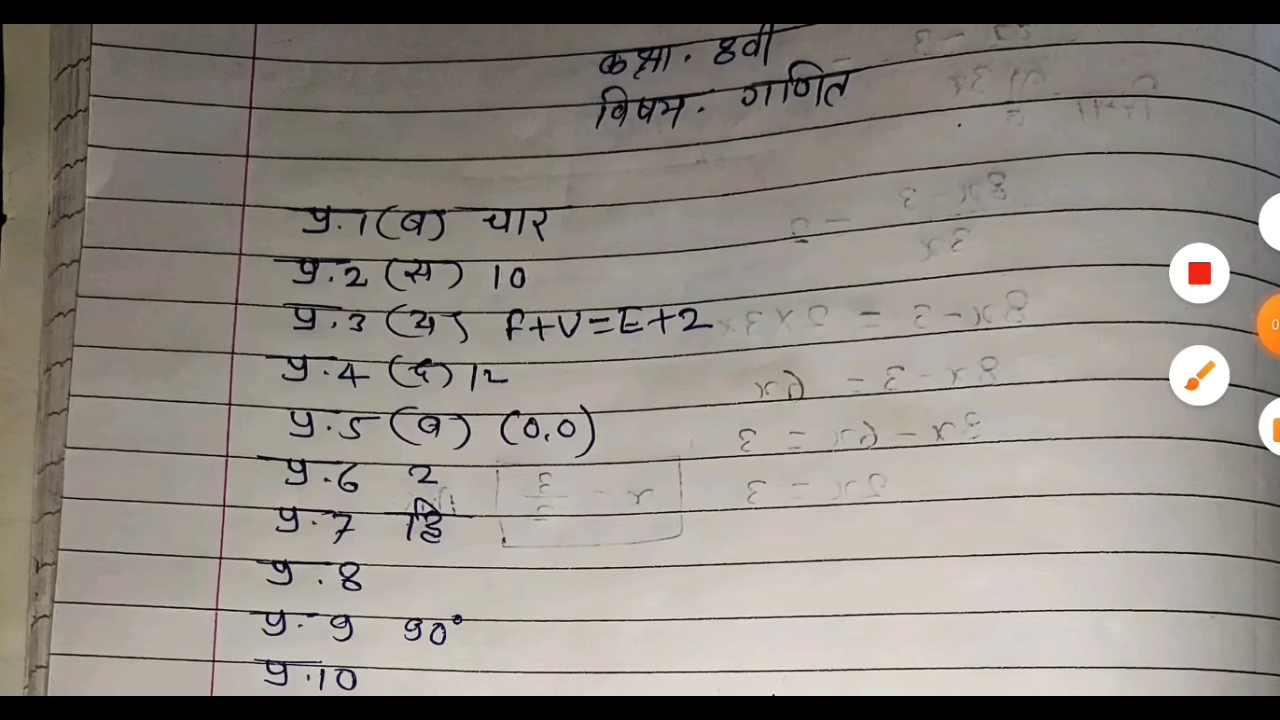 कक्षा. 8वी
विषय. गणित
प्र.1 (ब) चार
प्र.2 (स) 10
प्र.3 (अ) F+V=E+2
प्र.4 (द) 12
प्र.5 (ब) (0,0)
प्र.6 2
प्र.7
प्र.8
प्र.9 90°
प्र.10